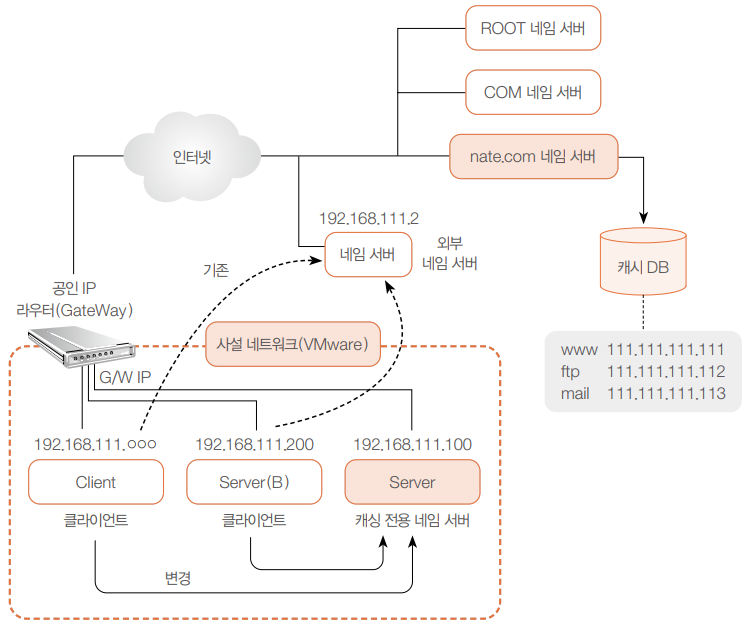 ROOT 네임 서버
COM 네임 서버
인터넷
nate.com 네임 서버
192.168.111.2
네임 서버
외부
네임 서버
기존
캐시 DB
공인 IP
라우터(GateWay)
사설 네트워크(VMware)
www 111.111.111.111
ftp 111.111.111.112
mail 111.111.111.113
G/W IP
192.168.111.○○○
192.168.111.200
192.168.111.100
Client
Server(B)
Server
클라이언트
클라이언트
캐싱 전용 네임 서버
변경